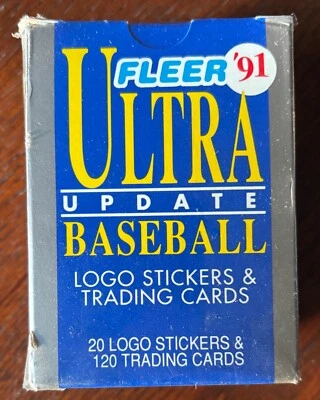 FLEER '91
ULTRA
UPDATE
BASEBALL
LOGO STICKERS &
TRADING CARDS
20 LOGO STICKERS &
120 TRADING CARDS